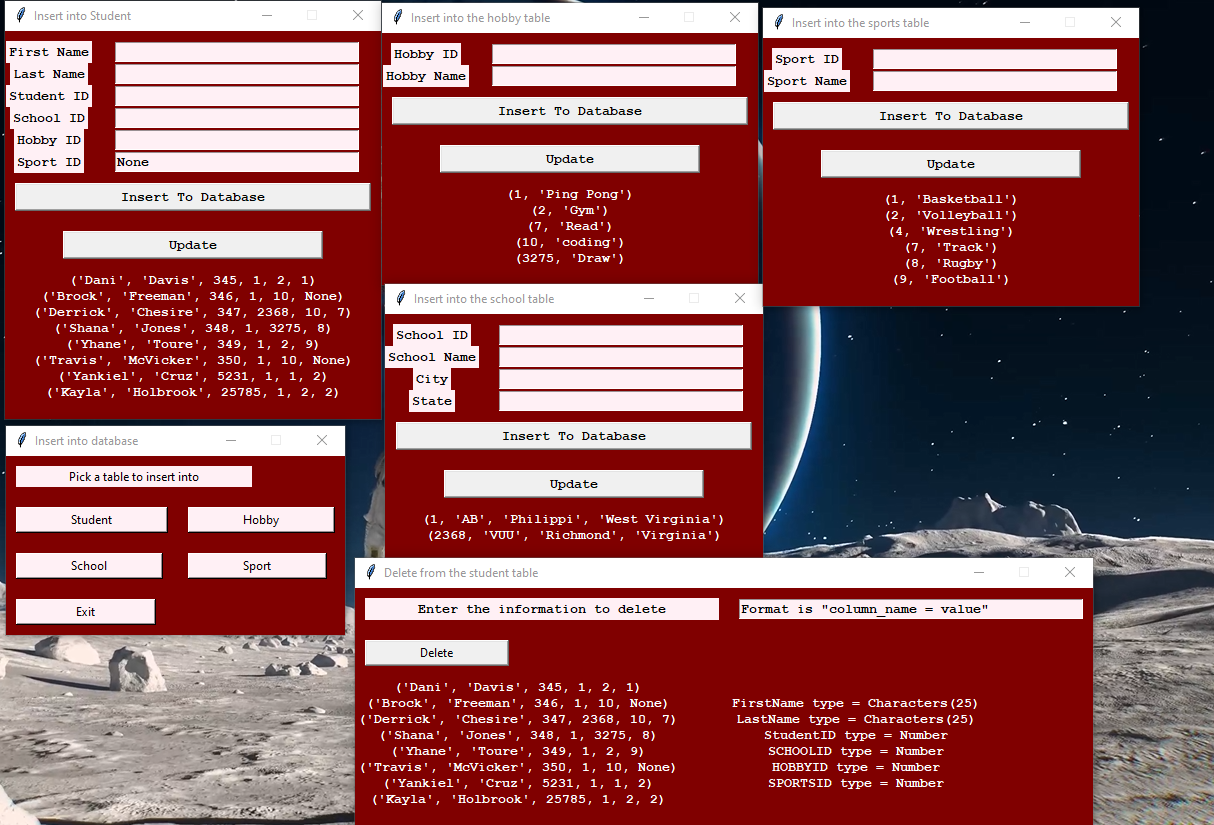 Insert into Student
First Name
Last Name
Student ID
School ID
Hobby ID
Sport ID None
Insert To Database
Update
('Dani', 'Davis', 345, 1, 2, 1)
('Brock', 'Freeman', 346, 1, 10, None)
('Derrick', 'Chesire', 347, 2368, 10, 7)
('Shana', 'Jones', 348, 1, 3275, 8)
('Yhane', 'Toure', 349, 1, 2, 9)
('Travis', 'McVicker', 350, 1, 10, None)
('Yankiel', 'Cruz', 5231, 1, 1, 2)
('Kayla', 'Holbrook', 25785, 1, 2, 2)
Insert into the hobby table
Hobby ID
Hobby Name
Insert To Database
Update
(1, 'Ping Pong')
(2, 'Gym')
(7, 'Read')
(10, 'coding')
(3275, 'Draw')
Insert into the sports table
Sport ID
Sport Name
Insert To Database
Update
(1, 'Basketball')
(2, 'Volleyball')
(4, 'Wrestling')
(7, 'Track')
(8, 'Rugby')
(9, 'Football')
Insert into the school table
School ID
School Name
City
State
Insert To Database
Update
(1, 'AB', 'Philippi', 'West Virginia')
(2368, 'VUU', 'Richmond', 'Virginia')
Insert into database
Pick a table to insert into
Student Hobby
School Sport
Exit
Delete from the student table
Enter the information to delete Format is "column_name = value"
Delete
('Dani', 'Davis', 345, 1, 2, 1)
('Brock', 'Freeman', 346, 1, 10, None)
('Derrick', 'Chesire', 347, 2368, 10, 7)
('Shana', 'Jones', 348, 1, 3275, 8)
('Yhane', 'Toure', 349, 1, 2, 9)
('Travis', 'McVicker', 350, 1, 10, None)
('Yankiel', 'Cruz', 5231, 1, 1, 2)
('Kayla', 'Holbrook', 25785, 1, 2, 2)
FirstName type = Characters(25)
LastName type = Characters(25)
StudentID type = Number
SCHOOLID type = Number
HOBBYID type = Number
SPORTSID type = Number